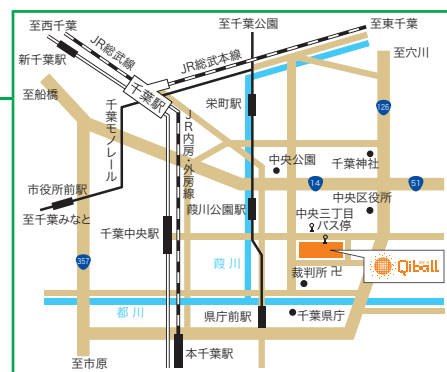 至西千葉
至千葉公園
至東千葉
JR総武線
JR総武本線
新千葉駅
至穴川
至船橋
千葉駅
栄町駅
126
千葉モノレール
JR内房・外房線
中央公園
千葉神社
14
51
市役所前駅
葭川公園駅
中央区役所
至千葉みなと
中央三丁目
バス停
千葉中央駅
357
葭川
裁判所
卍
Qiball
都川
県庁前駅
千葉県庁
至市原
本千葉駅